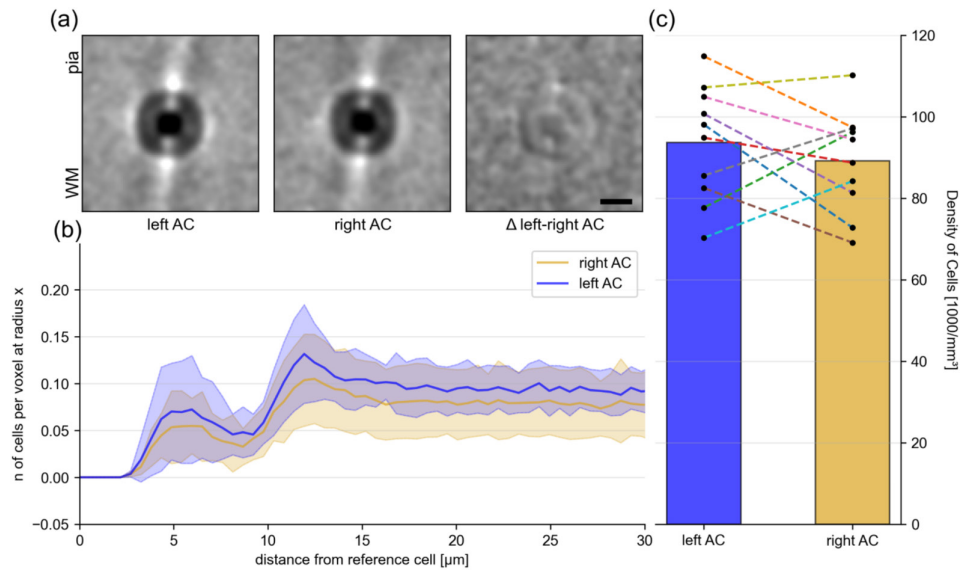 (a)
pia
WM
left AC
right AC
Δ left-right AC
(b)
n of cells per voxel at radius x
0.20
0.15
0.10
0.05
0.00
−0.05
right AC
left AC
0
5
10
15
20
25
30
distance from reference cell [µm]
(c)
120
100
80
60
40
20
0
Density of Cells [1000/mm³]
left AC
right AC